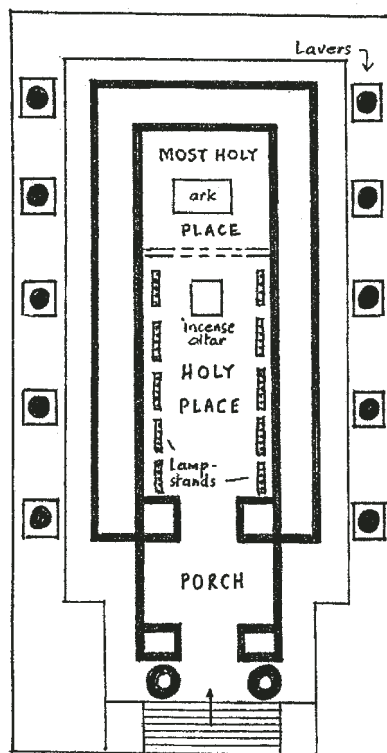 Lavers
MOST HOLY
ark
PLACE
incense
altar
HOLY
PLACE
Lamp-
stands
PORCH